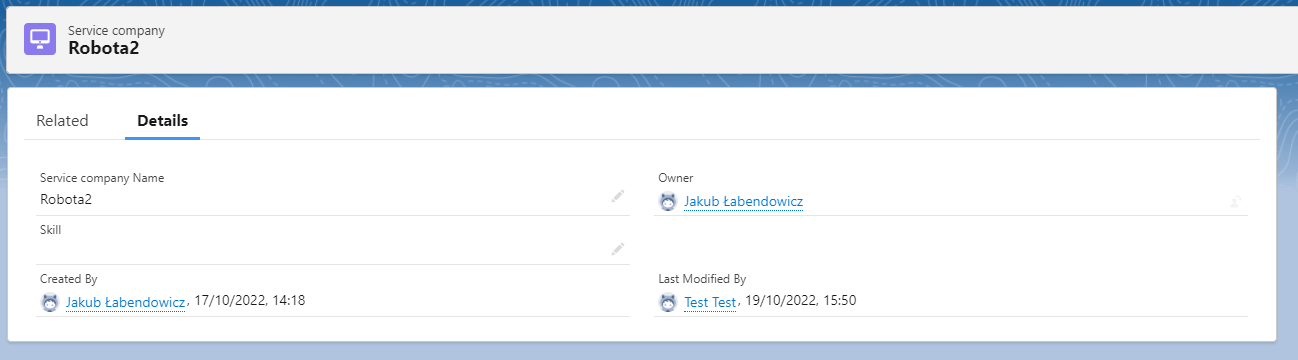 Service company
Robota2
Related Details
Service company Name
Robota2
Owner
Jakub Łabendowicz
Skill
Created By
Jakub Łabendowicz, 17/10/2022, 14:18
Last Modified By
Test Test, 19/10/2022, 15:50